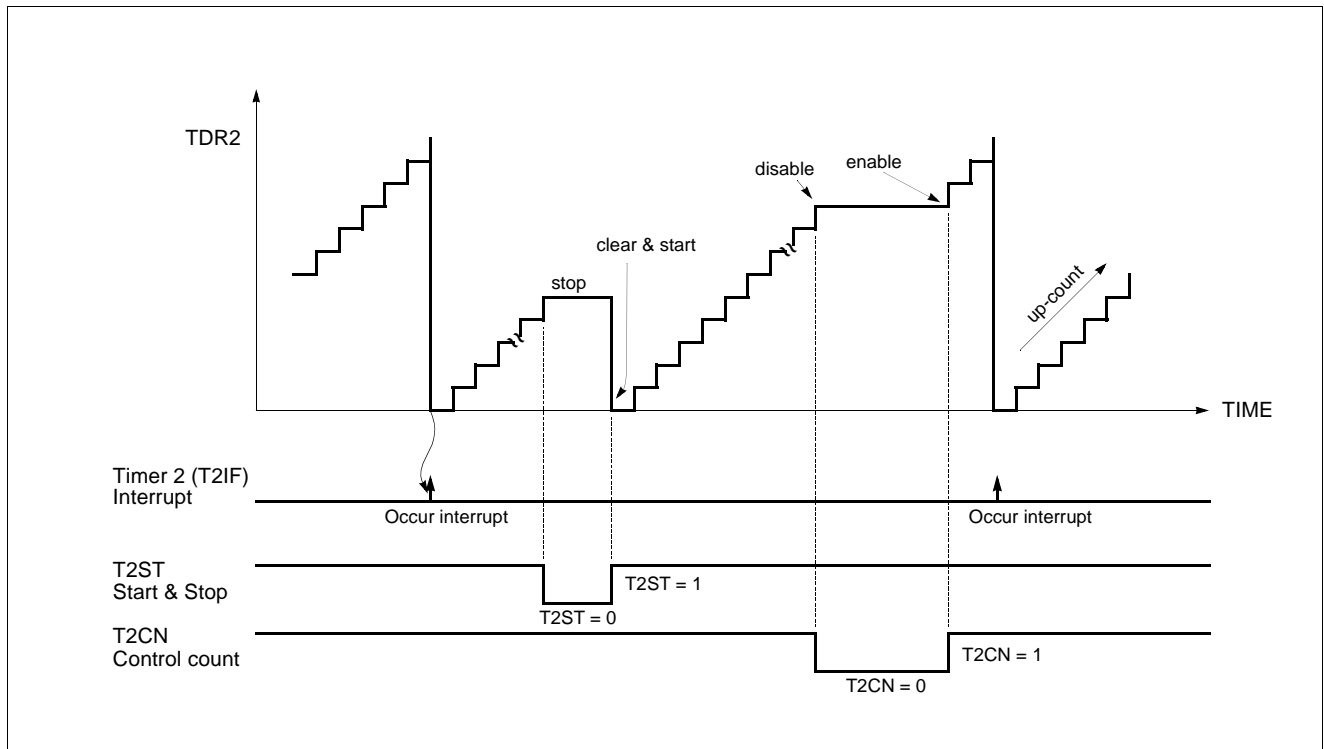 TDR2
disable
enable
clear & start
stop
up-count
TIME
Timer 2 (T2IF)
Interrupt
Occur interrupt
Occur interrupt
T2ST
Start & Stop
T2ST = 1
T2ST = 0
T2CN
Control count
T2CN = 1
T2CN = 0